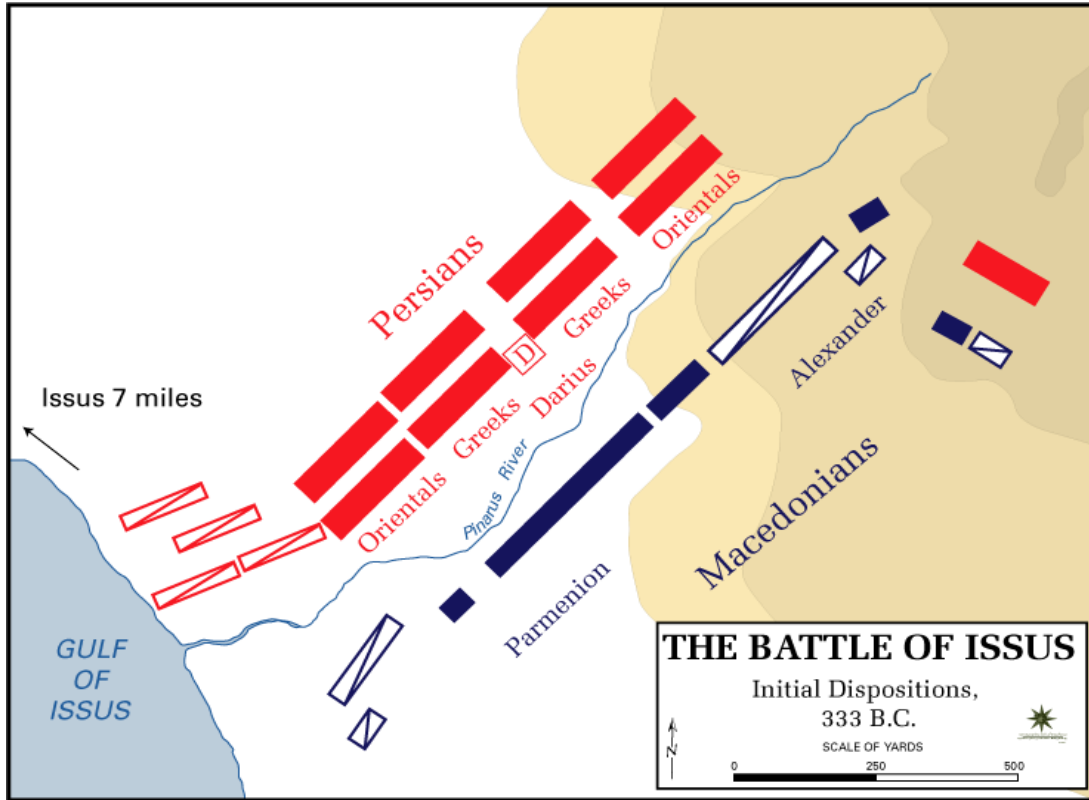 Persians
Orientals
Greeks
Darius
Greeks
Orientals
D
Issus 7 miles
Pinarus River
Alexander
Macedonians
Parmenion
GULF
OF
ISSUS
THE BATTLE OF ISSUS
Initial Dispositions,
333 B.C.
SCALE OF YARDS
0 250 500
N